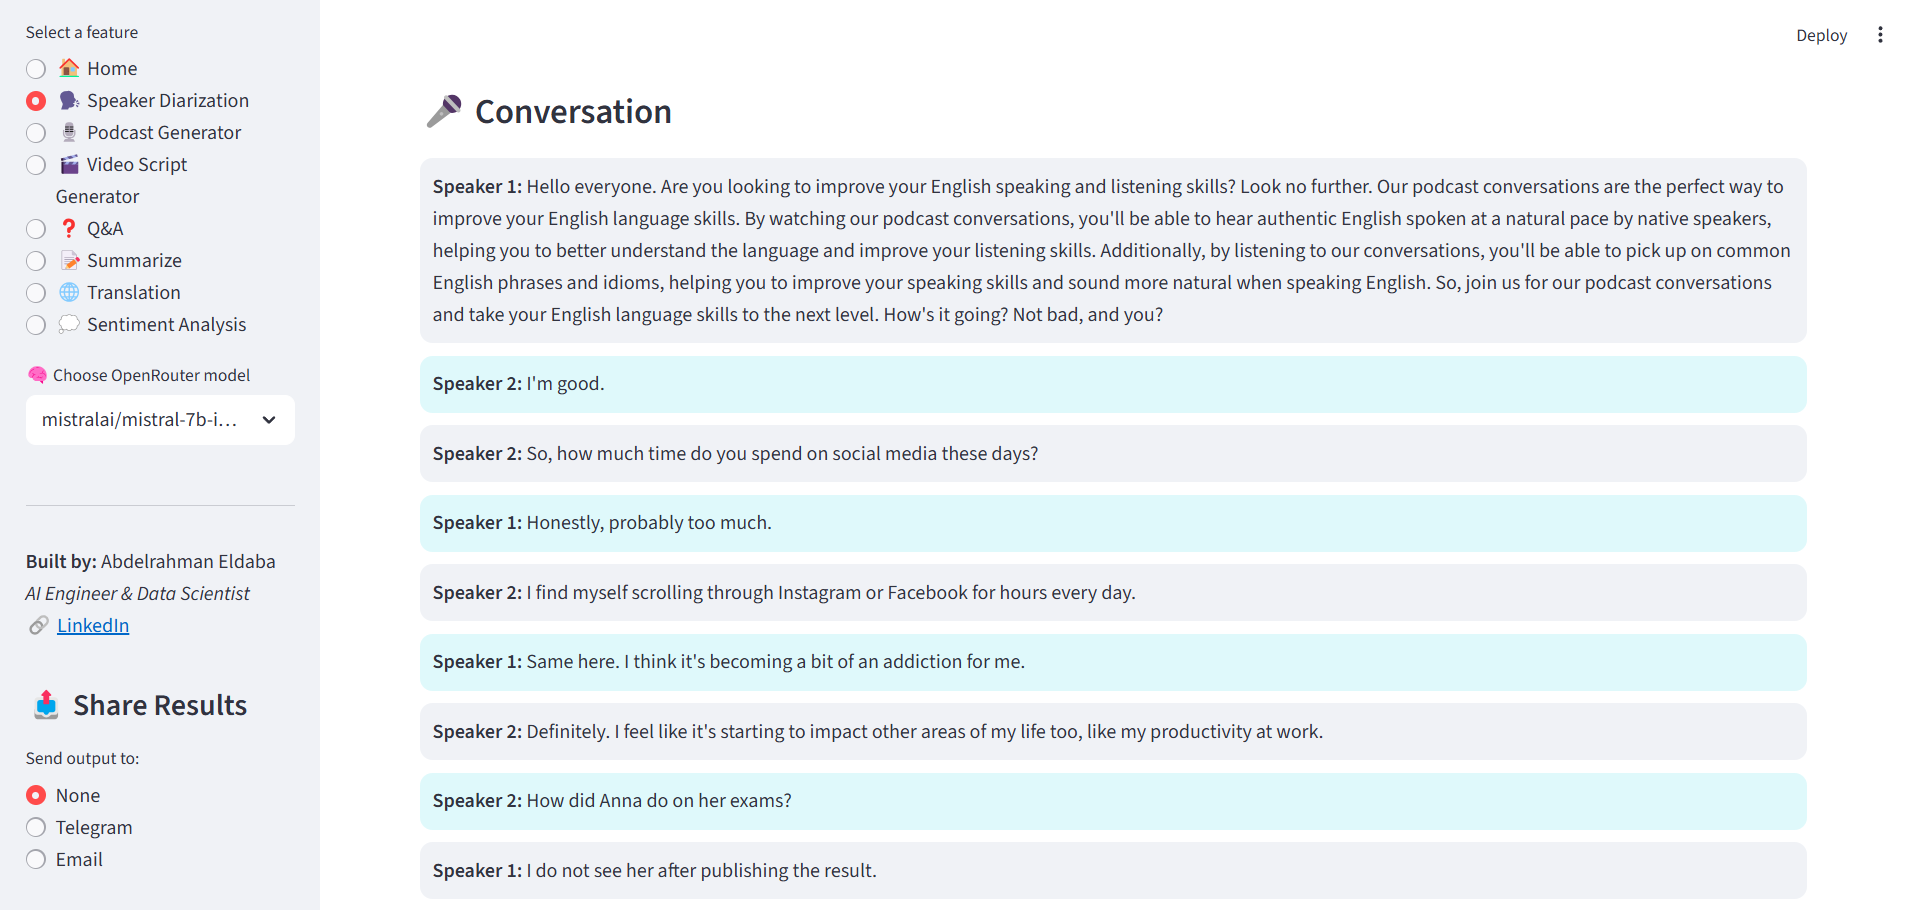 Select a feature
Home
Speaker Diarization
Podcast Generator
Video Script
Generator
Q&A
Summarize
Translation
Sentiment Analysis
Choose OpenRouter model
mistralai/mistral-7b-i...
Built by: Abdelrahman Eldaba
AI Engineer & Data Scientist
LinkedIn
Share Results
Send output to:
None
Telegram
Email
Deploy
Conversation
Speaker 1: Hello everyone. Are you looking to improve your English speaking and listening skills? Look no further. Our podcast conversations are the perfect way to
improve your English language skills. By watching our podcast conversations, you'll be able to hear authentic English spoken at a natural pace by native speakers,
helping you to better understand the language and improve your listening skills. Additionally, by listening to our conversations, you'll be able to pick up on common
English phrases and idioms, helping you to improve your speaking skills and sound more natural when speaking English. So, join us for our podcast conversations
and take your English language skills to the next level. How's it going? Not bad, and you?
Speaker 2: I'm good.
Speaker 2: So, how much time do you spend on social media these days?
Speaker 1: Honestly, probably too much.
Speaker 2: I find myself scrolling through Instagram or Facebook for hours every day.
Speaker 1: Same here. I think it's becoming a bit of an addiction for me.
Speaker 2: Definitely. I feel like it's starting to impact other areas of my life too, like my productivity at work.
Speaker 2: How did Anna do on her exams?
Speaker 1: I do not see her after publishing the result.